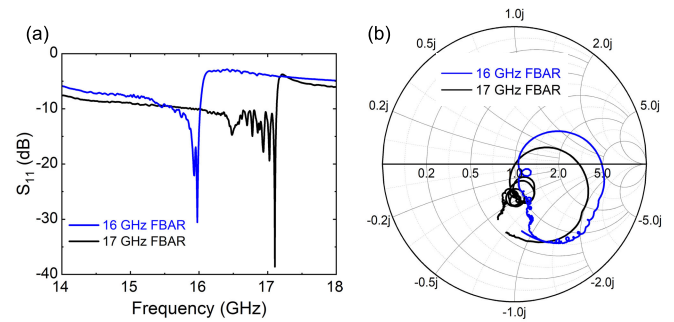 (a)
0
-10
-20
-30
-40
S11 (dB)
16 GHz FBAR
17 GHz FBAR
14 15 16 17 18
Frequency (GHz)
(b)
1.0j
0.5j 2.0j
16 GHz FBAR
17 GHz FBAR
0.2j 5.0j
0.2 0.5 1.0 2.0 5.0
-0.2j -5.0j
-0.5j -2.0j
-1.0j